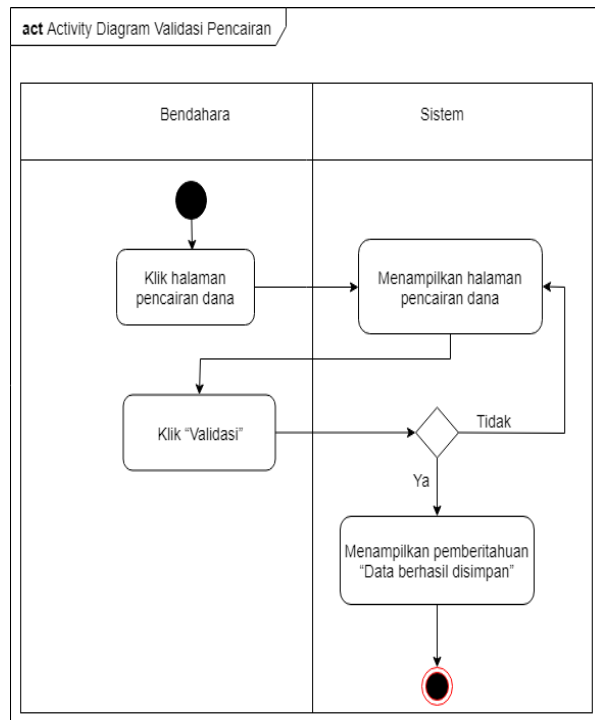 act Activity Diagram Validasi Pencairan
Bendahara
Sistem
Klik halaman
pencairan dana
Menampilkan halaman
pencairan dana
Klik “Validasi”
Tidak
Ya
Menampilkan pemberitahuan
“Data berhasil disimpan”